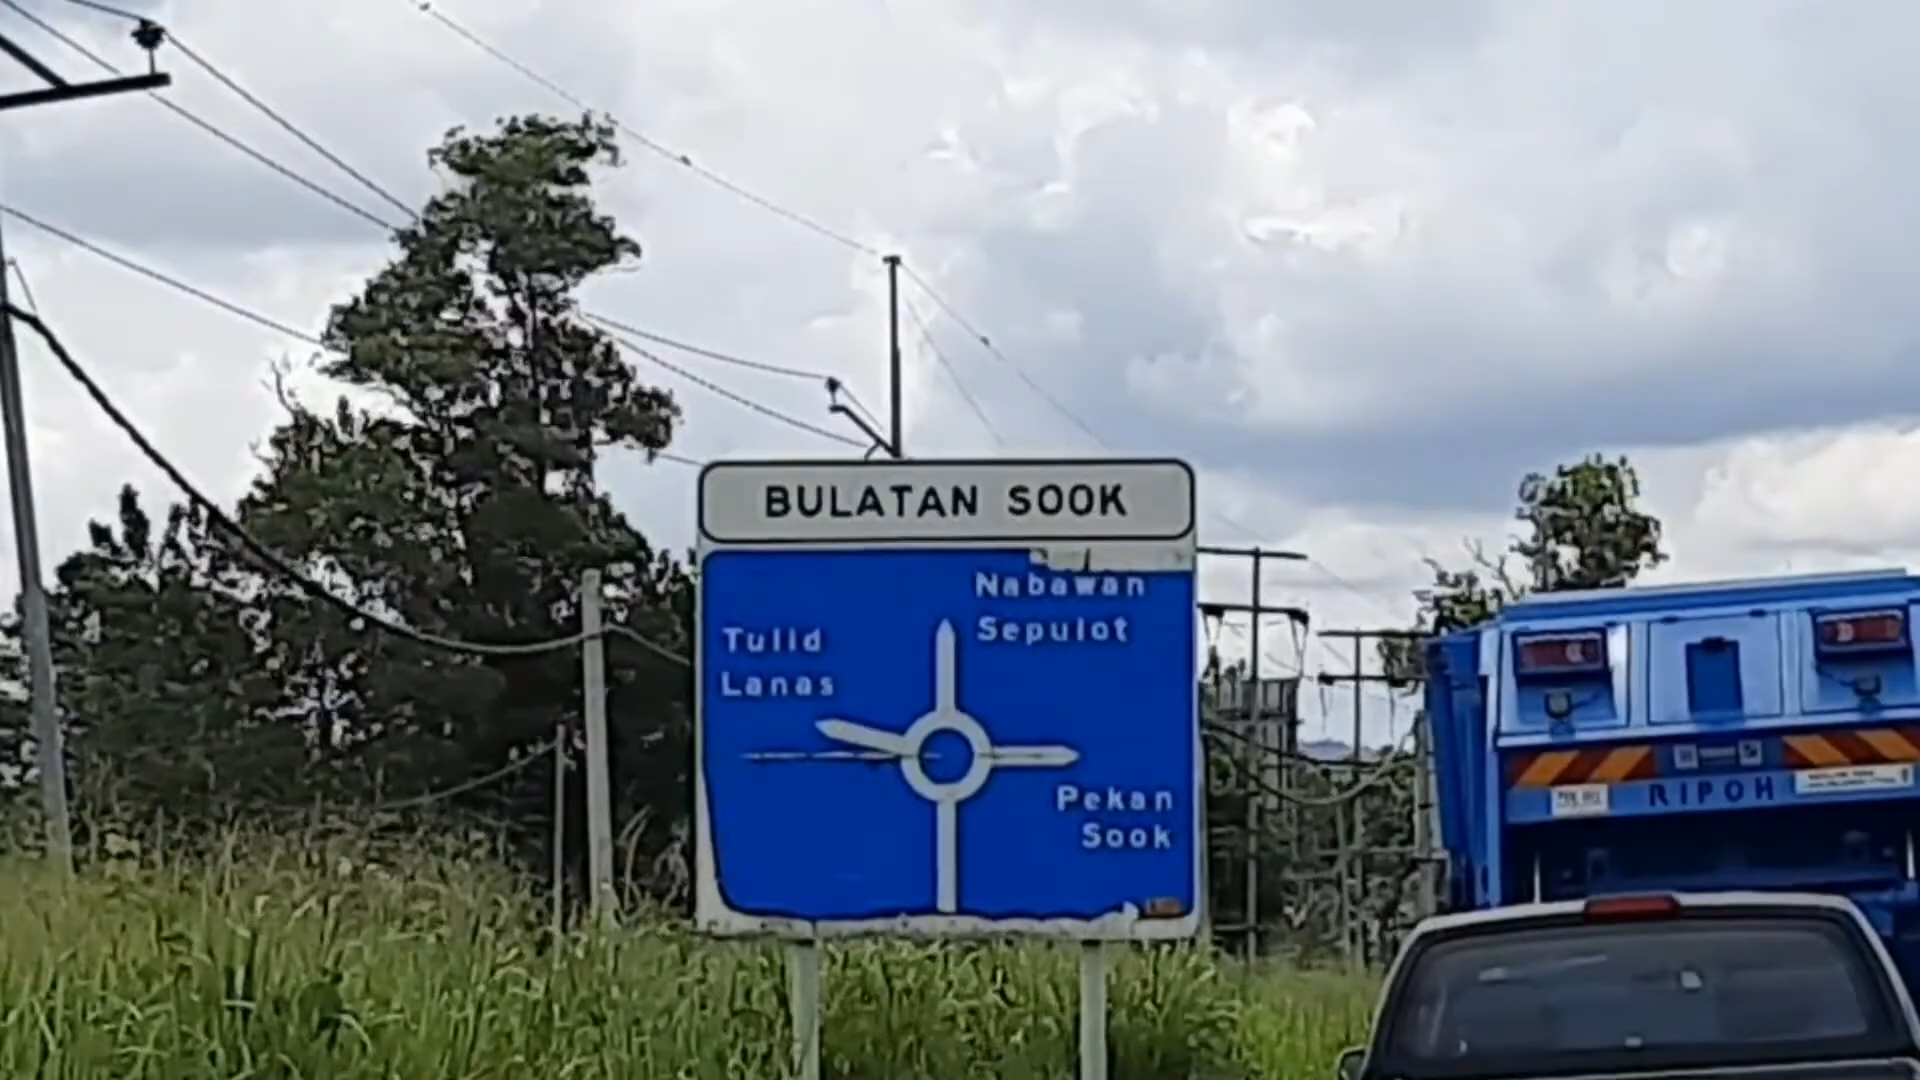 BULATAN SOOK
Nabawan
Sepulot
Tulid
Lanas
Pekan
Sook
RIPOH